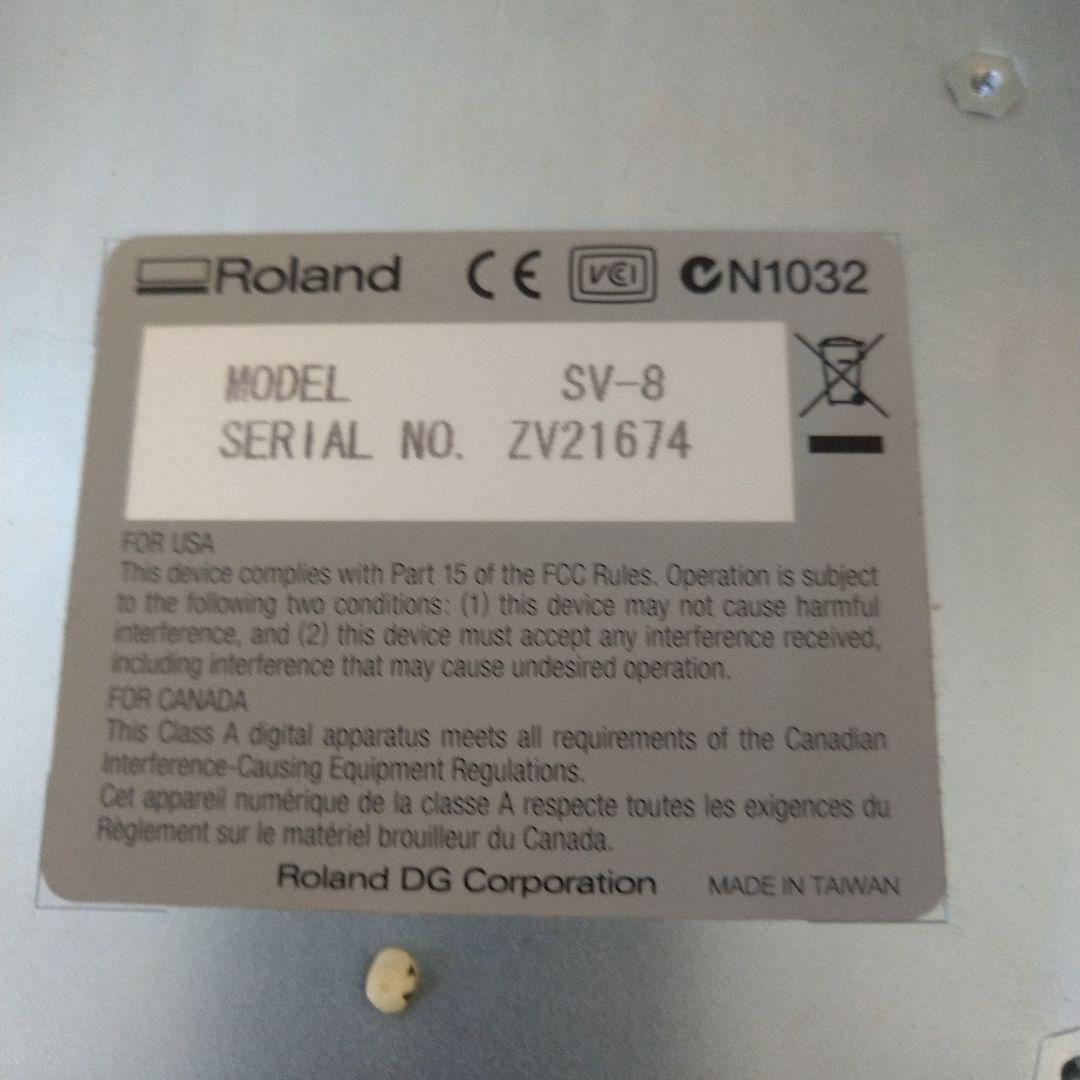 Roland CE VCI N1032
MODEL SV-8
SERIAL NO. ZV21674
FOR USA
This device complies with Part 15 of the FCC Rules. Operation is subject
to the following two conditions: (1) this device may not cause harmful
interference, and (2) this device must accept any interference received,
including interference that may cause undesired operation.
FOR CANADA
This Class A digital apparatus meets all requirements of the Canadian
Interference-Causing Equipment Regulations.
Cet appareil numérique de la classe A respecte toutes les exigences du
Règlement sur le matériel brouilleur du Canada.
Roland DG Corporation MADE IN TAIWAN